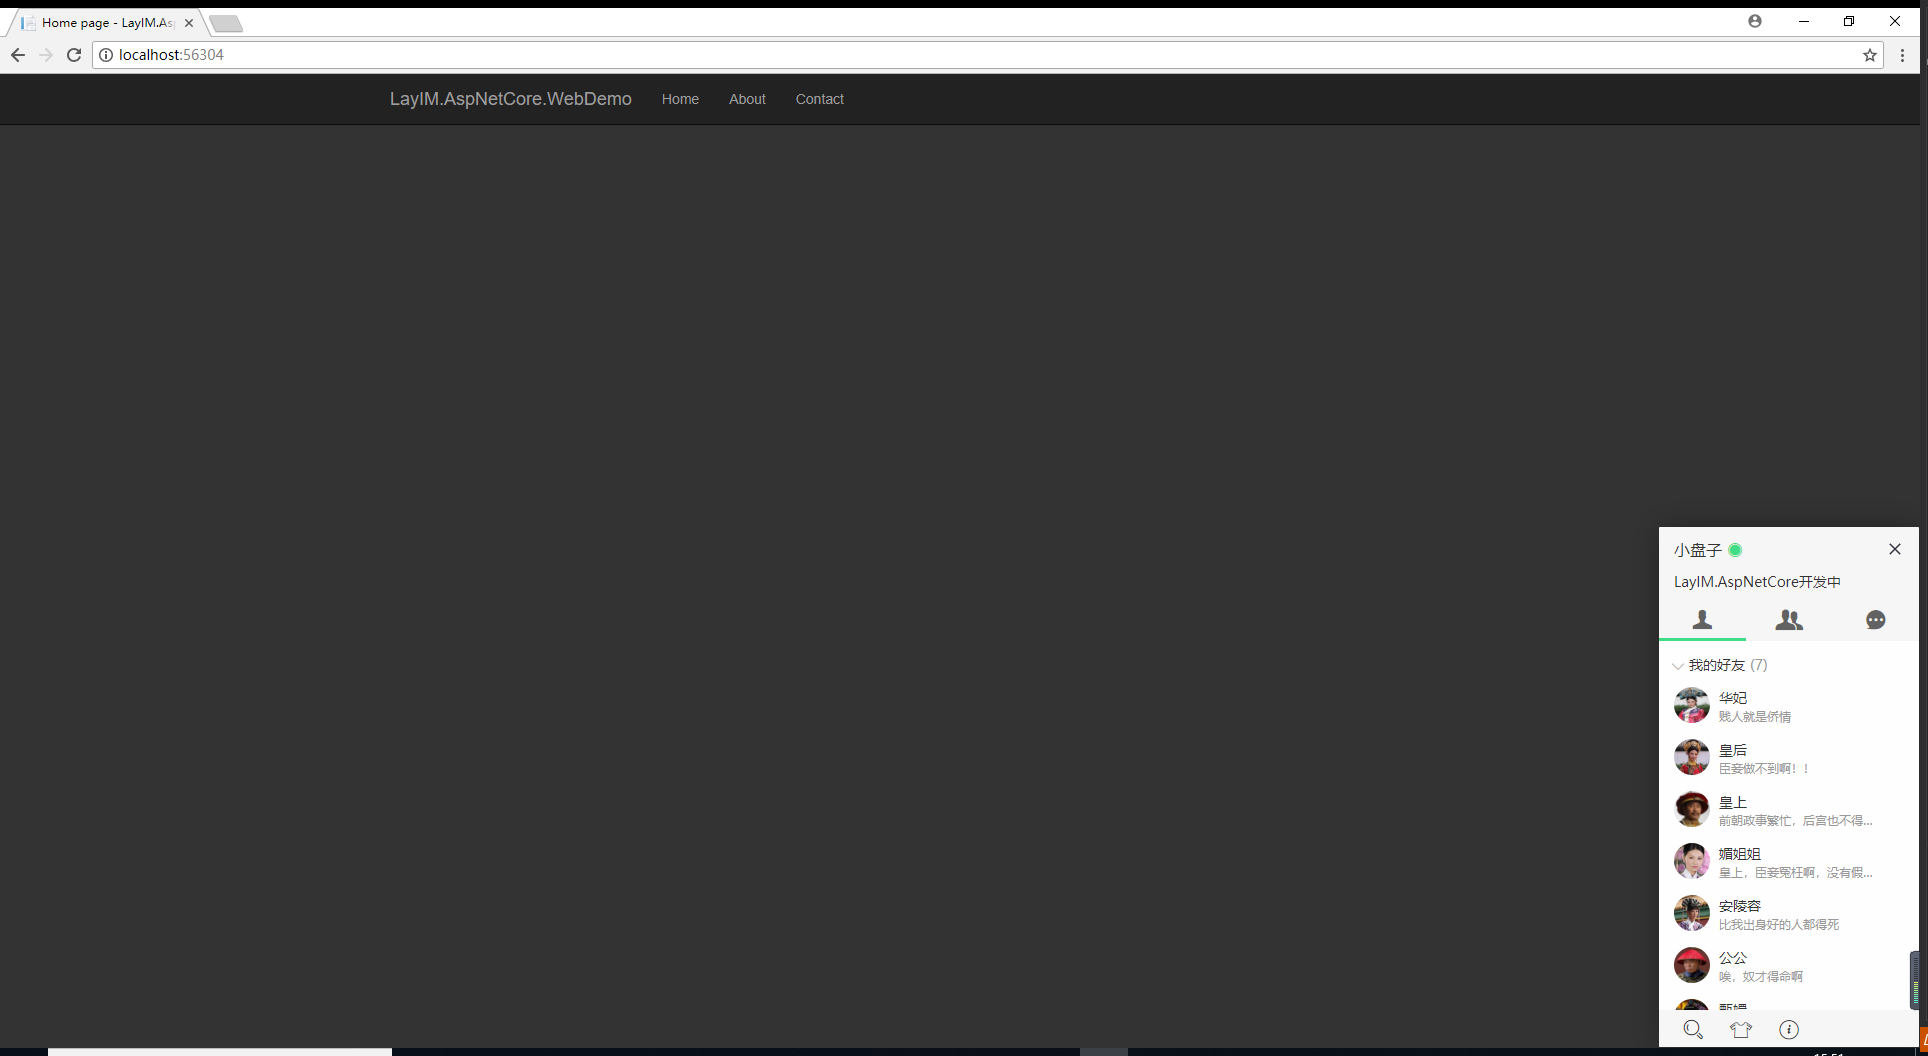 Home page - LayIM.As
localhost:56304
LayIM.AspNetCore.WebDemo Home About Contact
小盘子
LayIM.AspNetCore开发中
我的好友 (7)
华妃
贱人就是侨情
皇后
臣妾做不到啊！！
皇上
前朝政事繁忙，后宫也不得...
媚姐姐
皇上，臣妾冤枉啊，没有假...
安陵容
比我出身好的人都得死
公公
唉，奴才得命啊
甄嬛